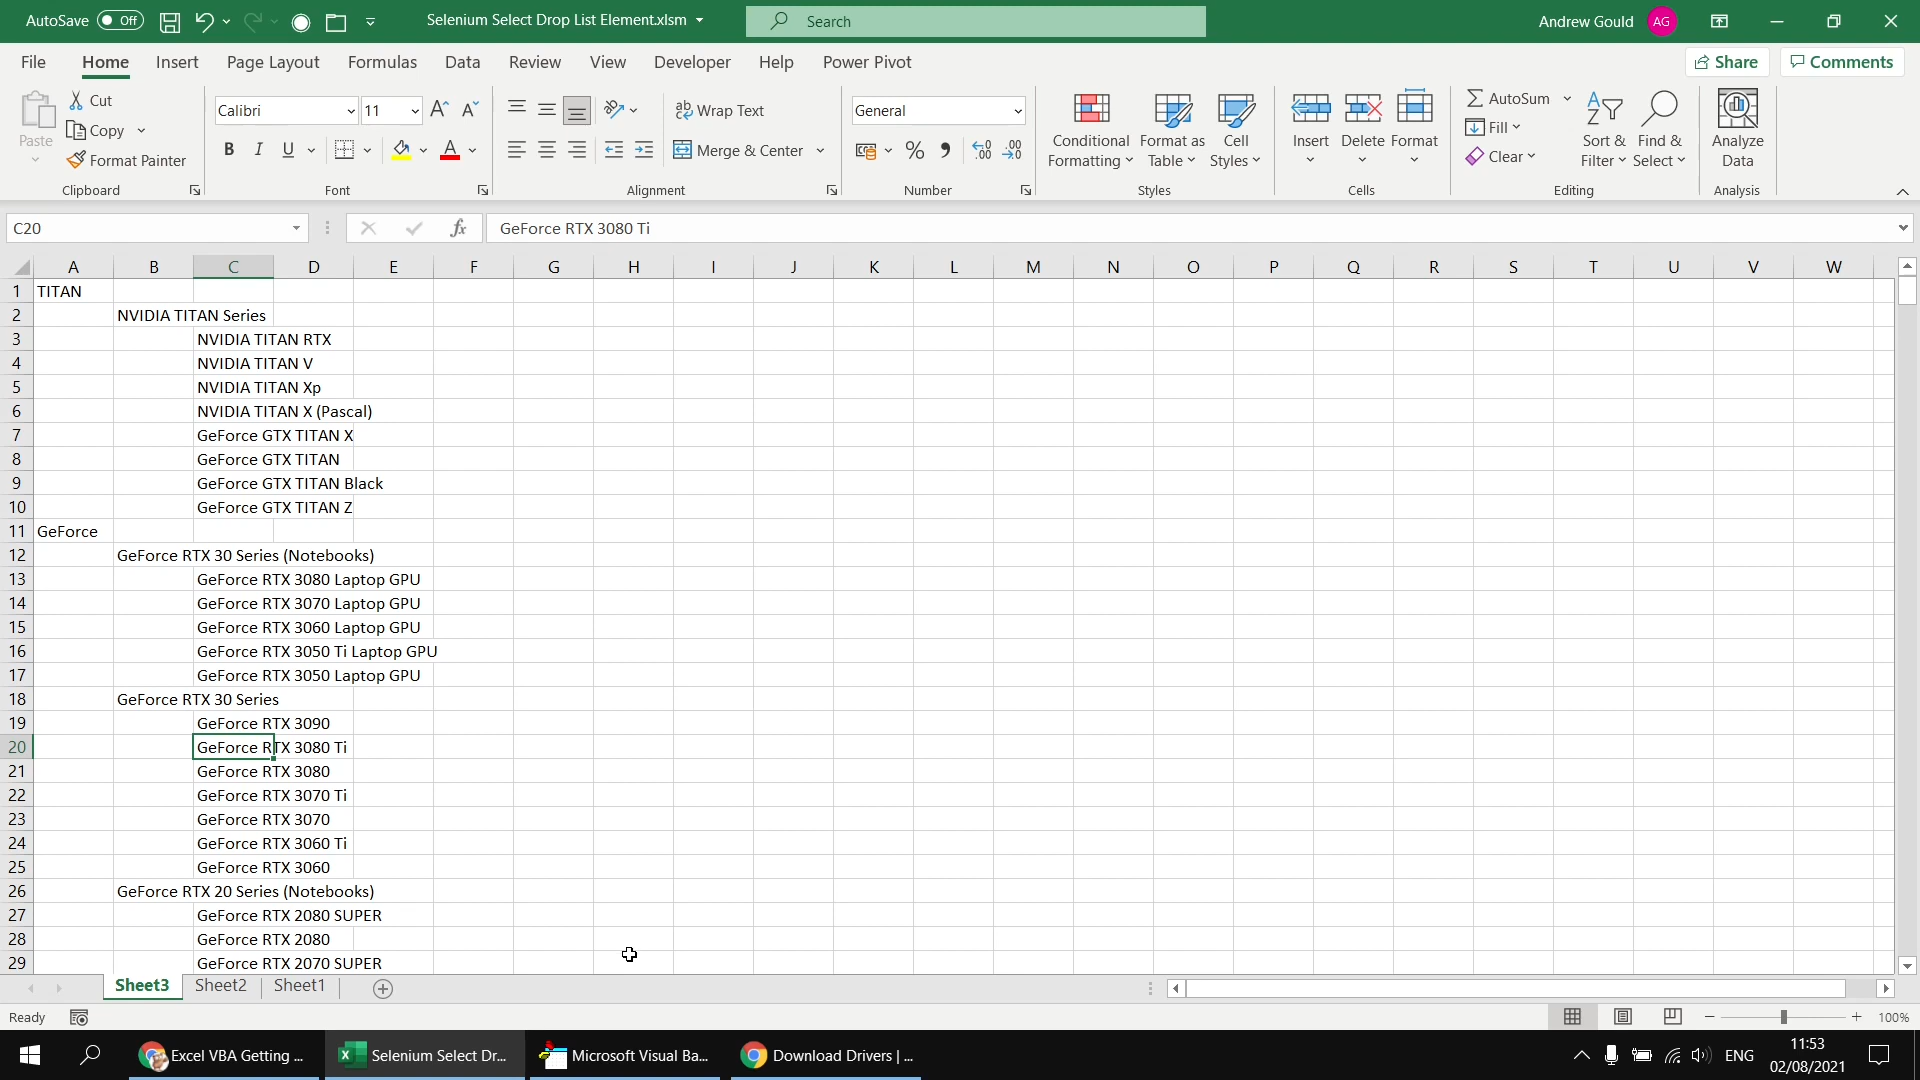 AutoSave Off Selenium Select Drop List Element.xlsm Search Andrew Gould AG
File Home Insert Page Layout Formulas Data Review View Developer Help Power Pivot Share Comments
Paste Cut Copy Format Painter Clipboard
Calibri 11 B I U A Font
ab Wrap Text Merge & Center Alignment
General % Number
Conditional Formatting Format as Table Cell Styles Styles
Insert Delete Format Cells
AutoSum Fill Clear Sort & Filter Find & Select Editing
Analyze Data Analysis
C20 fx GeForce RTX 3080 Ti
A B C D E F G H I J K L M N O P Q R S T U V W
1 TITAN
2 NVIDIA TITAN Series
3 NVIDIA TITAN RTX
4 NVIDIA TITAN V
5 NVIDIA TITAN Xp
6 NVIDIA TITAN X (Pascal)
7 GeForce GTX TITAN X
8 GeForce GTX TITAN
9 GeForce GTX TITAN Black
10 GeForce GTX TITAN Z
11 GeForce
12 GeForce RTX 30 Series (Notebooks)
13 GeForce RTX 3080 Laptop GPU
14 GeForce RTX 3070 Laptop GPU
15 GeForce RTX 3060 Laptop GPU
16 GeForce RTX 3050 Ti Laptop GPU
17 GeForce RTX 3050 Laptop GPU
18 GeForce RTX 30 Series
19 GeForce RTX 3090
20 GeForce RTX 3080 Ti
21 GeForce RTX 3080
22 GeForce RTX 3070 Ti
23 GeForce RTX 3070
24 GeForce RTX 3060 Ti
25 GeForce RTX 3060
26 GeForce RTX 20 Series (Notebooks)
27 GeForce RTX 2080 SUPER
28 GeForce RTX 2080
29 GeForce RTX 2070 SUPER
Sheet3 Sheet2 Sheet1
Ready 100%
Excel VBA Getting ... Selenium Select Dr... Microsoft Visual Ba... Download Drivers | ... ENG 11:53
02/08/2021